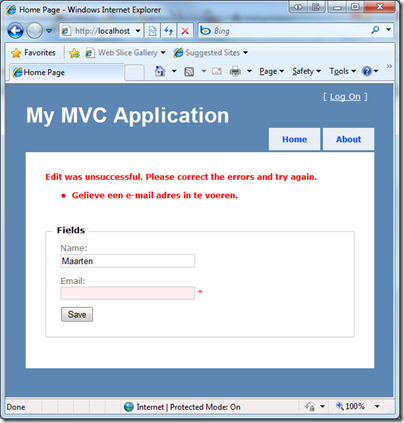 Home Page - Windows Internet Explorer
http://localhost
Bing
Favorites
Web Slice Gallery
Suggested Sites
Home Page
Page
Safety
Tools
[ Log On ]
My MVC Application
Home
About
Edit was unsuccessful. Please correct the errors and try again.
• Gelieve een e-mail adres in te voeren.
Fields
Name:
Maarten
Email:
*
Save
Done
Internet | Protected Mode: On
100%